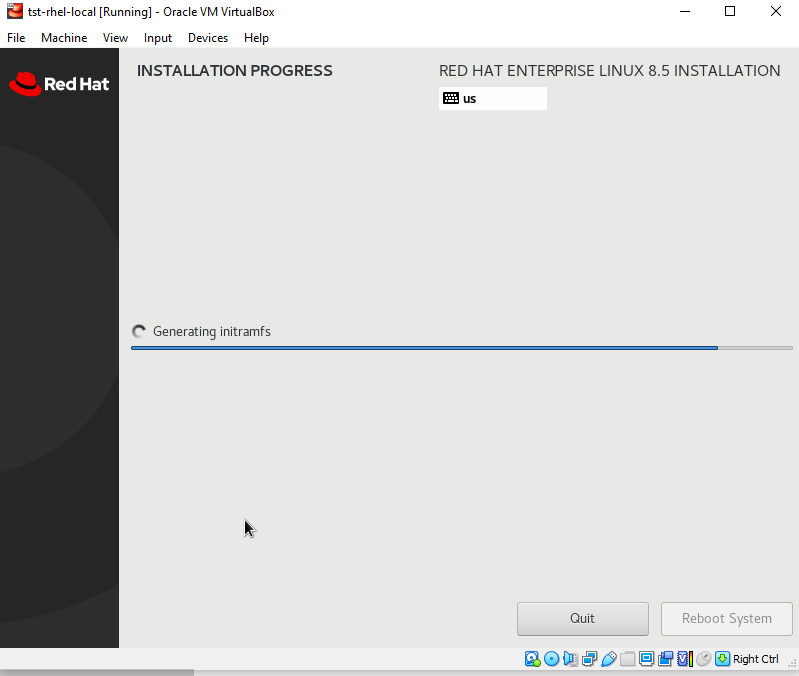 tst-rhel-local [Running] - Oracle VM VirtualBox
File Machine View Input Devices Help
Red Hat
INSTALLATION PROGRESS
RED HAT ENTERPRISE LINUX 8.5 INSTALLATION
us
Generating initramfs
Quit
Reboot System
Right Ctrl